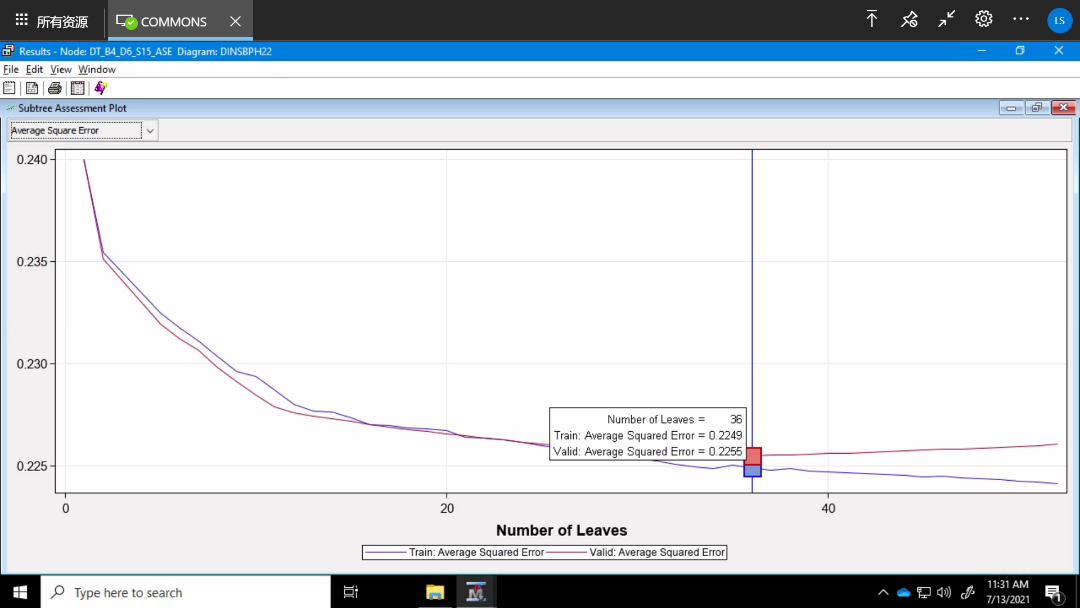 所有资源
COMMONS
LS
Results - Node: DT_B4_D6_S15_ASE Diagram: DINSBPH22
File Edit View Window
Subtree Assessment Plot
Average Square Error
0.240
0.235
0.230
0.225
Number of Leaves = 36
Train: Average Squared Error = 0.2249
Valid: Average Squared Error = 0.2255
0 20 40
Number of Leaves
Train: Average Squared Error Valid: Average Squared Error
Type here to search
11:31 AM
7/13/2021
1